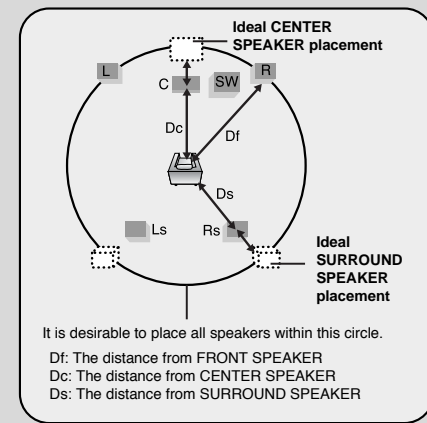 Ideal CENTER
SPEAKER placement
L
R
C
SW
Dc
Df
Ds
Ls
Rs
Ideal
SURROUND
SPEAKER
placement
It is desirable to place all speakers within this circle.
Df: The distance from FRONT SPEAKER
Dc: The distance from CENTER SPEAKER
Ds: The distance from SURROUND SPEAKER